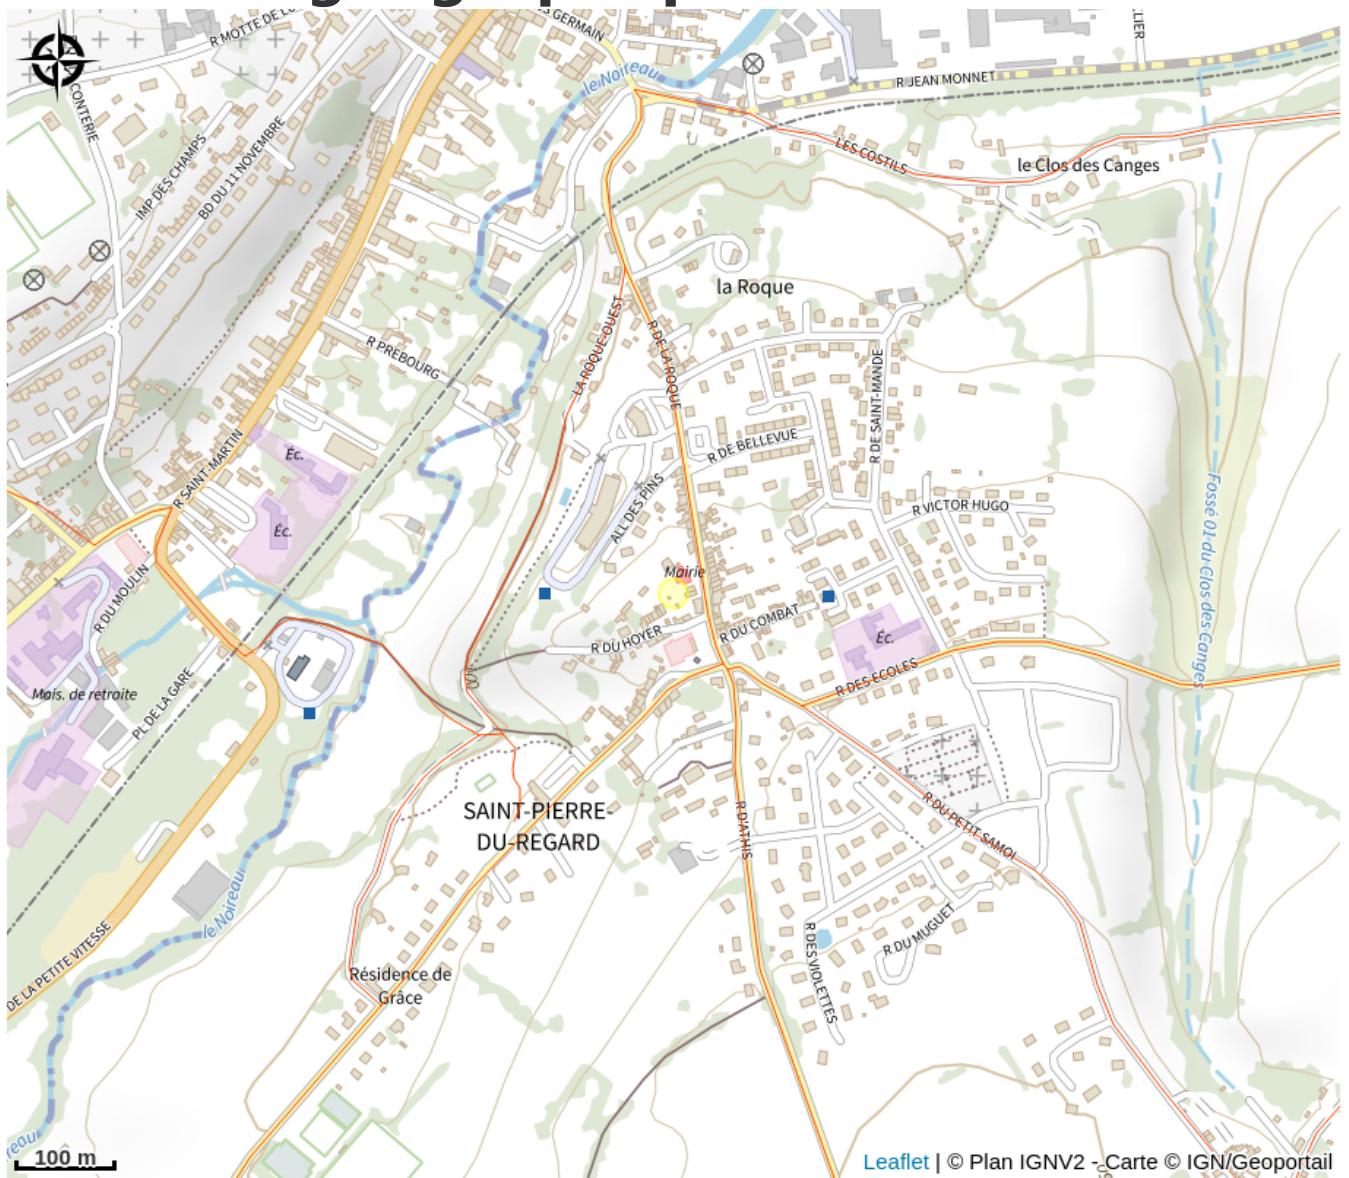 R MOTTE DE
GERMAIN
LIER
le Noireau
R JEAN MONNET
CONTERIE
IMP DES CHAMPS
BD DU 11 NOVEMBRE
LES COSTILS
le Clos des Canges
la Roque
R PREBOURG
LA ROQUE OUEST
R DE LA ROQUE
R DE SAINT-MANDE
R SAINT-MARTIN
Éc.
R DE BELLEVUE
ALL DES PINS
R VICTOR HUGO
Fossé 01 du Clos des Canges
Éc.
Mairie
R DU MOULIN
R DU HOYER
R DU COMBAT
Éc.
R DES ECOLES
Mais. de retraite
PL DE LA GARE
SAINT-PIERRE-
DU-REGARD
R D'ATHIS
R DU PETIT SAMOI
le Noireau
DE LA PETITE VITESSE
R DES VIOLETTES
R DU MUGUET
Résidence de
Grâce
reau
100 m
Leaflet | © Plan IGNV2 - Carte © IGN/Geoportail